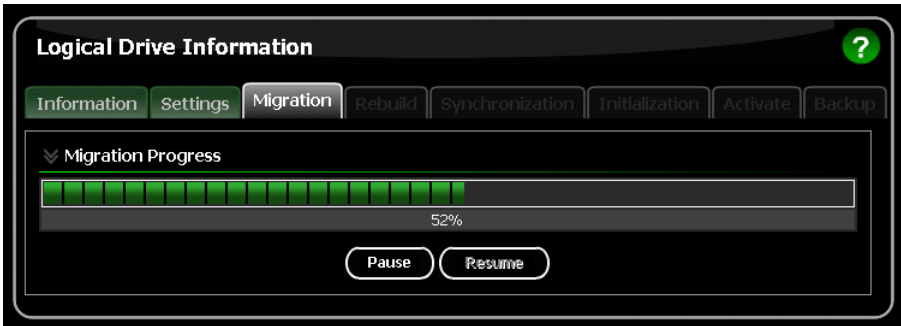 Logical Drive Information
?
Information Settings Migration Rebuild Synchronization Initialization Activate Backup
Migration Progress
52%
Pause Resume